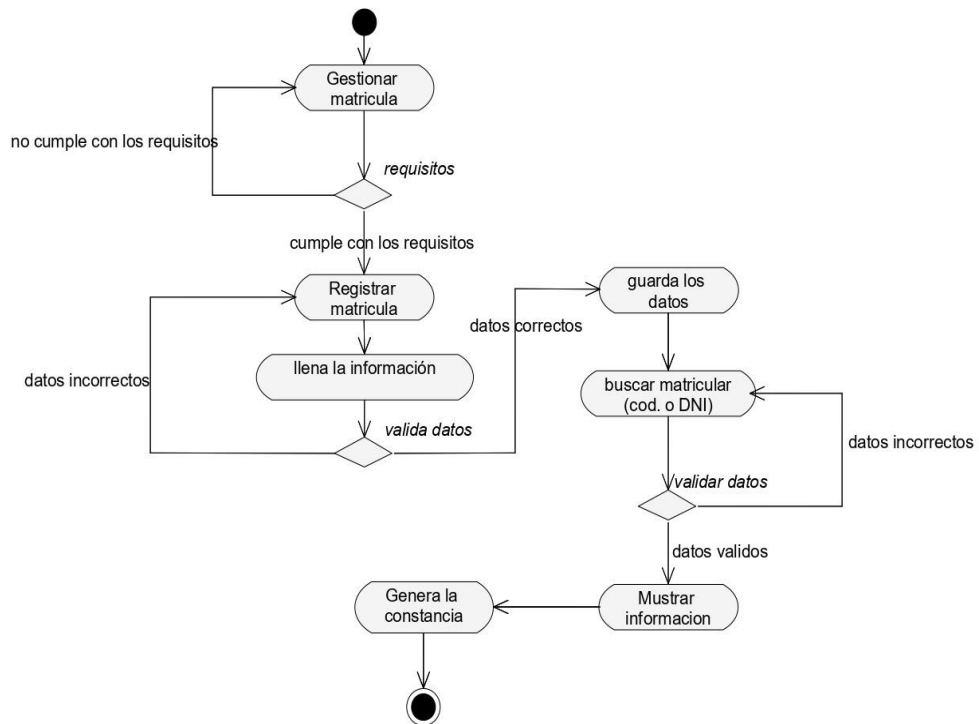 Gestionar
matricula
no cumple con los requisitos
requisitos
cumple con los requisitos
Registrar
matricula
llena la información
datos incorrectos
valida datos
datos correctos
guarda los
datos
buscar matricular
(cod. o DNI)
datos incorrectos
validar datos
datos validos
Mustrar
informacion
Genera la
constancia